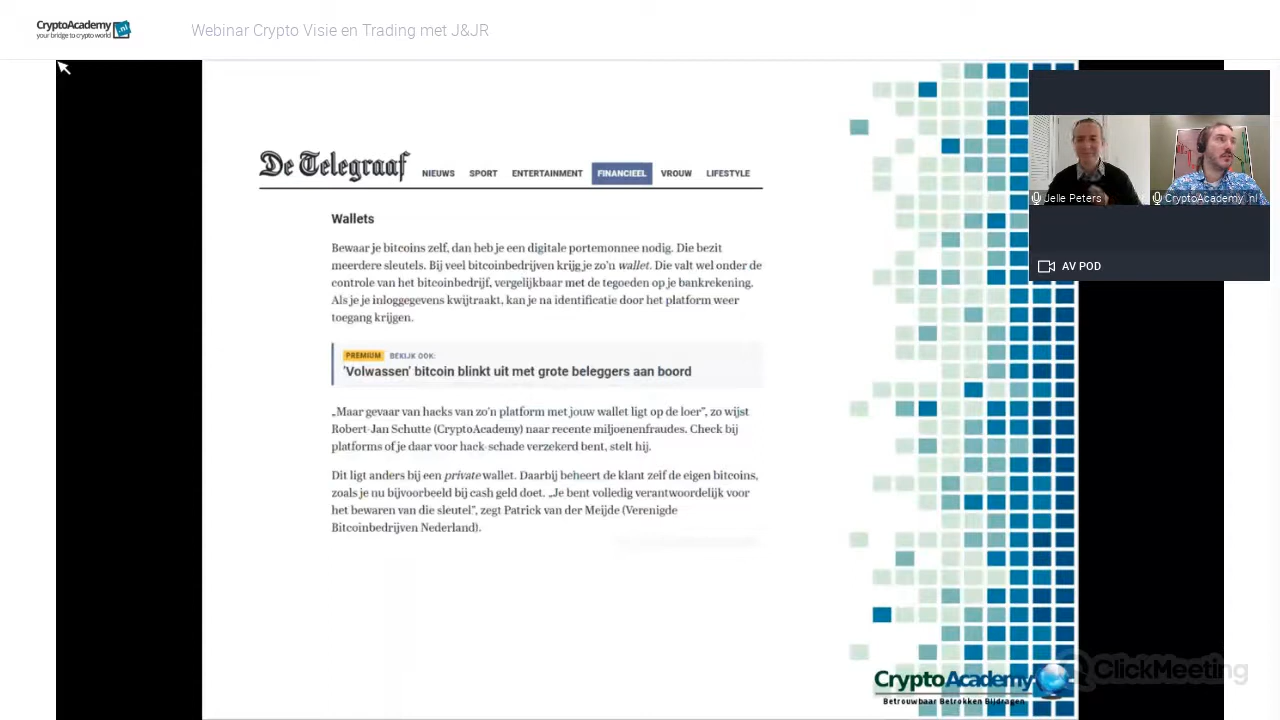 CryptoAcademy.nl
your bridge to crypto world
Webinar Crypto Visie en Trading met J&JR
De Telegraaf NIEUWS SPORT ENTERTAINMENT FINANCIEEL VROUW LIFESTYLE
Wallets
Bewaar je bitcoins zelf, dan heb je een digitale portemonnee nodig. Die bezit
meerdere sleutels. Bij veel bitcoinbedrijven krijg je zo'n wallet. Die valt wel onder de
controle van het bitcoinbedrijf, vergelijkbaar met de tegoeden op je bankrekening.
Als je je inloggegevens kwijtraakt, kan je na identificatie door het platform weer
toegang krijgen.
PREMIUM BEKIJK OOK:
'Volwassen' bitcoin blinkt uit met grote beleggers aan boord
„Maar gevaar van hacks van zo'n platform met jouw wallet ligt op de loer”, zo wijst
Robert-Jan Schutte (CryptoAcademy) naar recente miljoenenfraudes. Check bij
platforms of je daar voor hack-schade verzekerd bent, stelt hij.
Dit ligt anders bij een private wallet. Daarbij beheert de klant zelf de eigen bitcoins,
zoals je nu bijvoorbeeld bij cash geld doet. „Je bent volledig verantwoordelijk voor
het bewaren van die sleutel”, zegt Patrick van der Meijde (Verenigde
Bitcoinbedrijven Nederland).
Jelle Peters
CryptoAcademy .nl
AV POD
CryptoAcademy
Betrouwbaar Betrokken Bijdragen
ClickMeeting